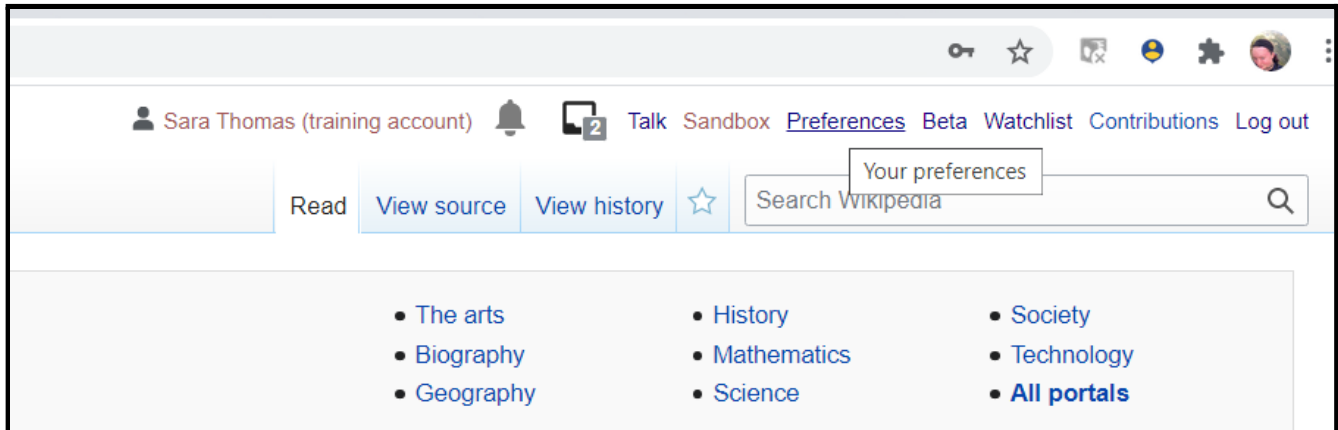 Sara Thomas (training account) 2 Talk Sandbox Preferences Beta Watchlist Contributions Log out
Your preferences
Read View source View history Search Wikipedia
The arts History Society
Biography Mathematics Technology
Geography Science All portals